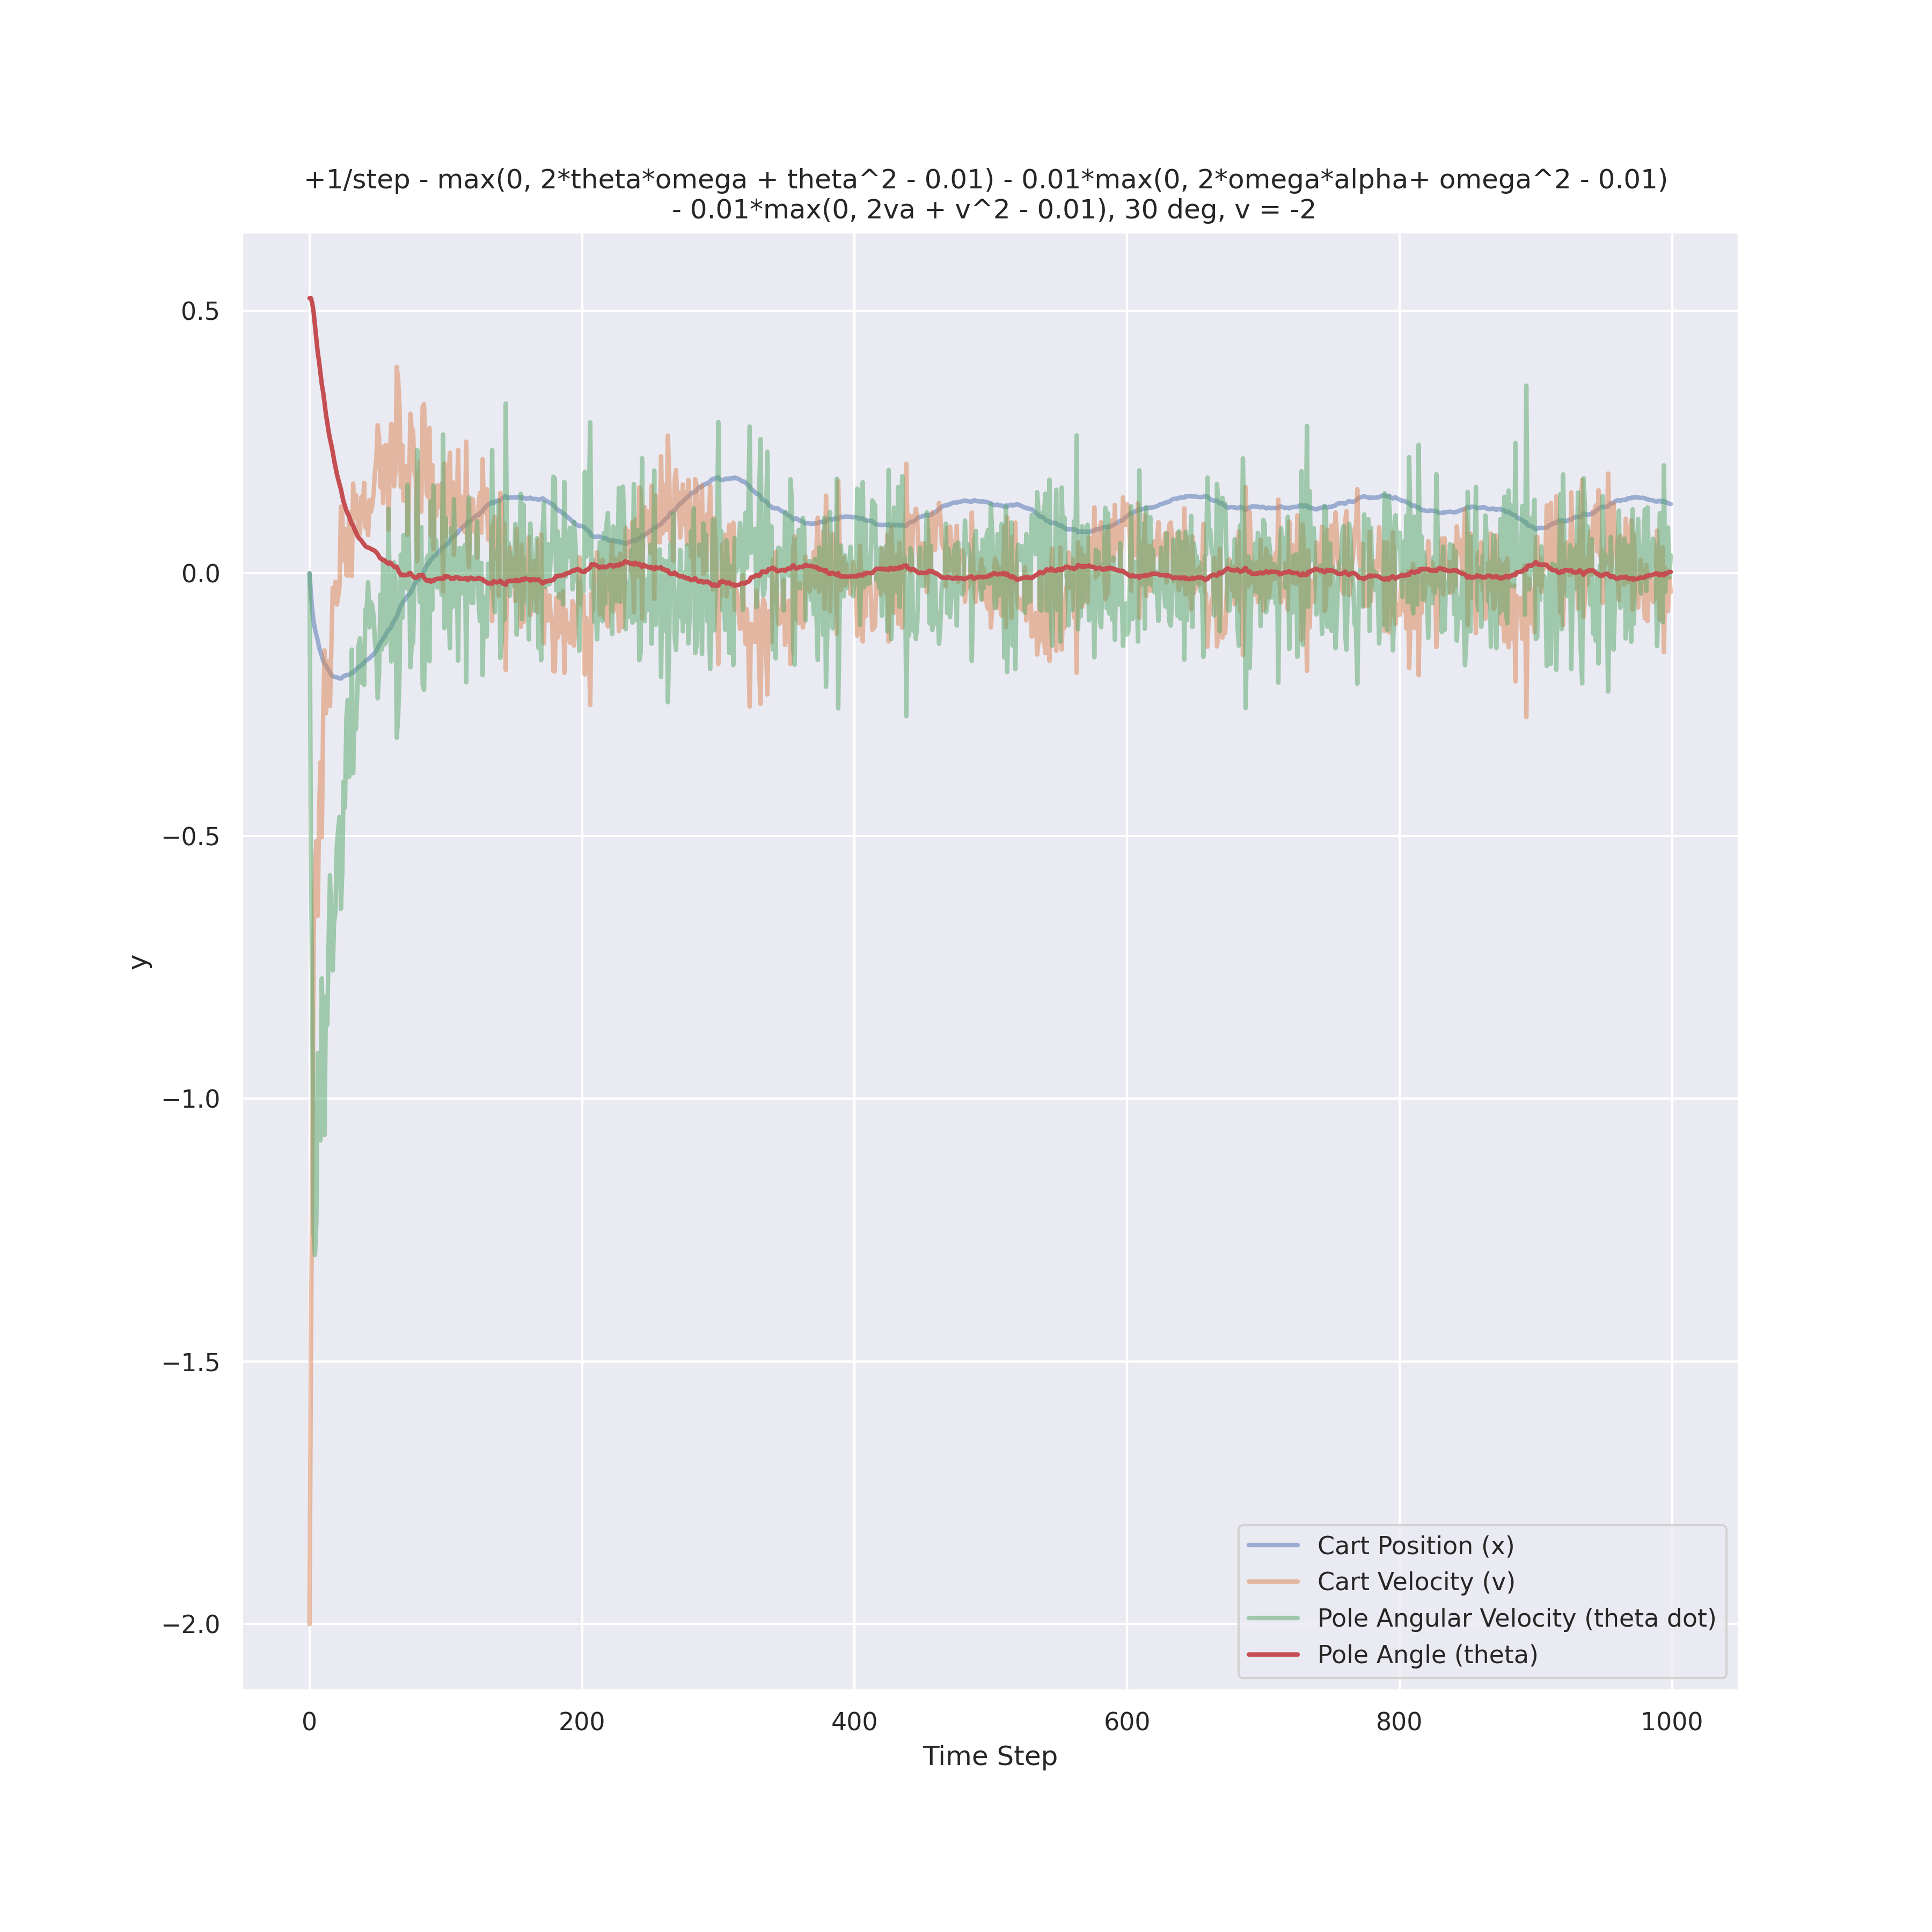 +1/step - max(0, 2*theta*omega + theta^2 - 0.01) - 0.01*max(0, 2*omega*alpha+ omega^2 - 0.01)
- 0.01*max(0, 2va + v^2 - 0.01), 30 deg, v = -2
0.5
0.0
−0.5
−1.0
−1.5
−2.0
y
Cart Position (x)
Cart Velocity (v)
Pole Angular Velocity (theta dot)
Pole Angle (theta)
0 200 400 600 800 1000
Time Step